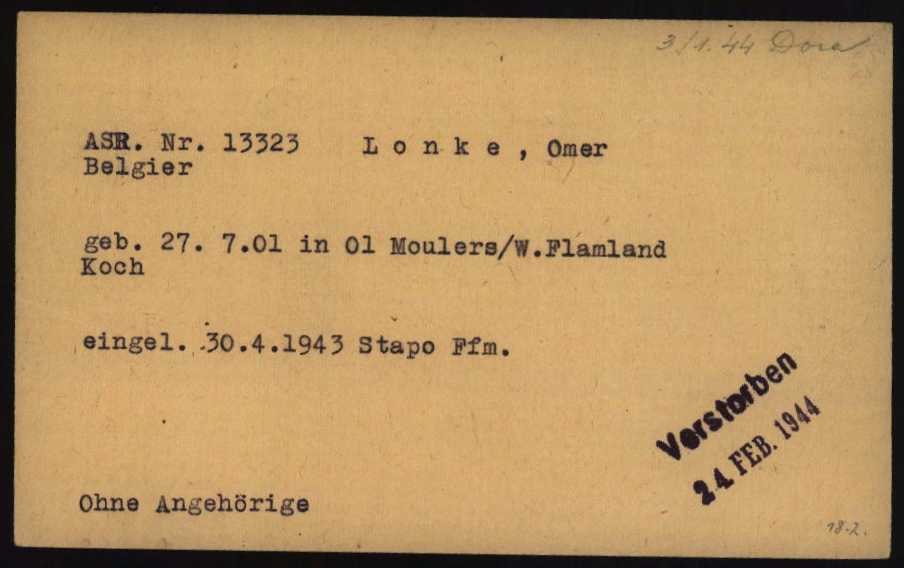 3/1.44 Dora
ASR. Nr. 13323 Lonke, Omer
Belgier
geb. 27. 7.01 in Ol Moulers/W.Flamland
Koch
eingel. 30.4.1943 Stapo Ffm.
Verstorben
24. FEB. 1944
Ohne Angehörige
18.2.